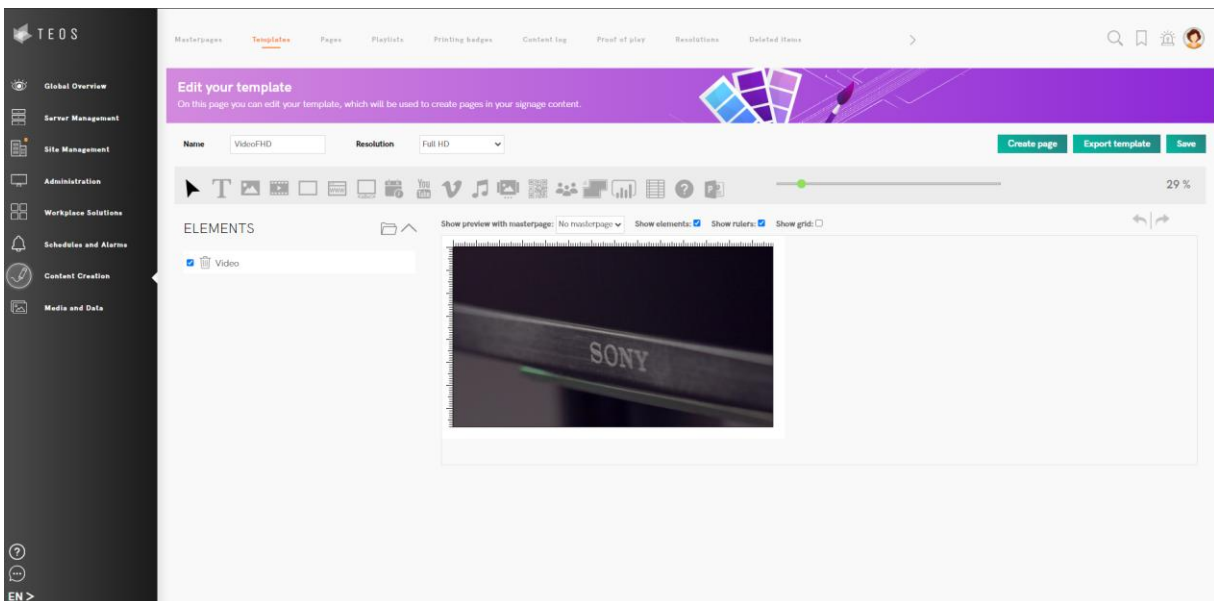 TEOS
Masterpages Templates Pages Playlists Printing badges Content log Proof of play Resolutions Deleted items
Global Overview
Server Management
Site Management
Administration
Workplace Solutions
Schedules and Alarms
Content Creation
Media and Data
EN >
Edit your template
On this page you can edit your template, which will be used to create pages in your signage content.
Name VideoFHD Resolution Full HD Create page Export template Save
T www You Tube 29 %
ELEMENTS
Video
Show preview with masterpage: No masterpage Show elements: Show rulers: Show grid:
SONY